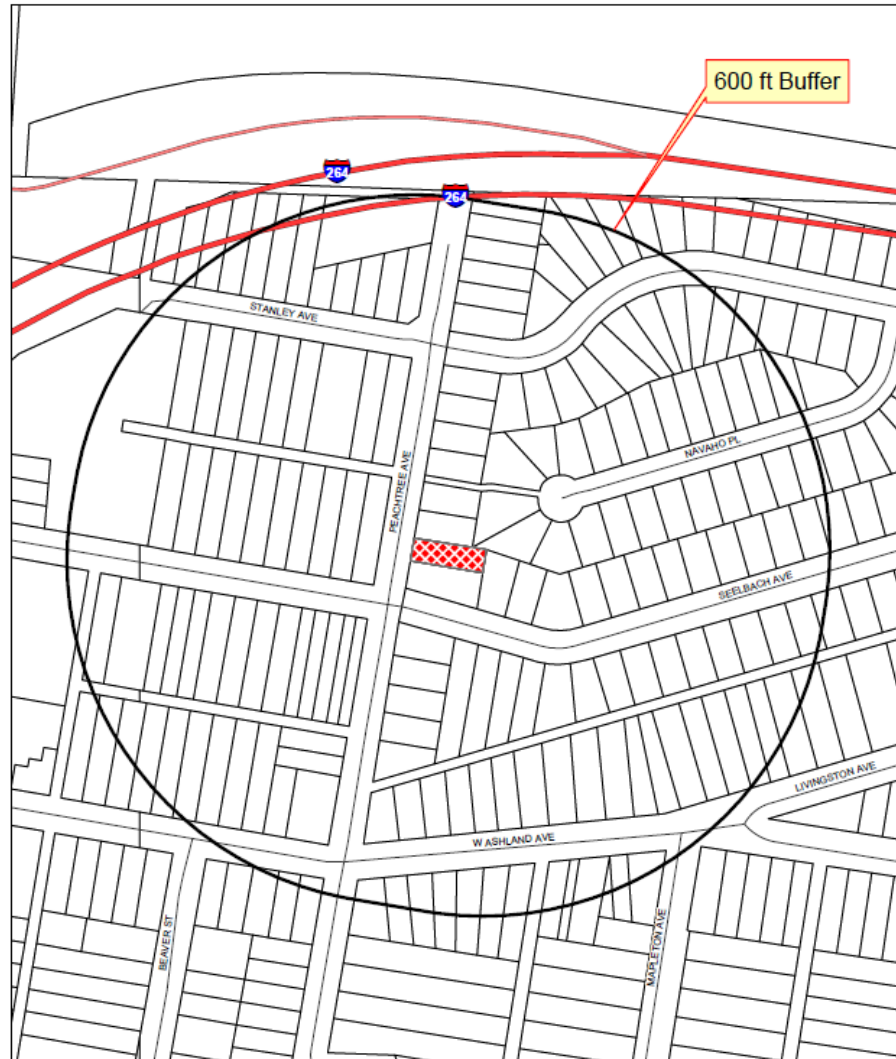 600 ft Buffer
264
264
STANLEY AVE
NAVAHO PL
PEACHTREE AVE
SEELBACH AVE
LIVINGSTON AVE
W ASHLAND AVE
BEAVER ST
MAPLETON AVE